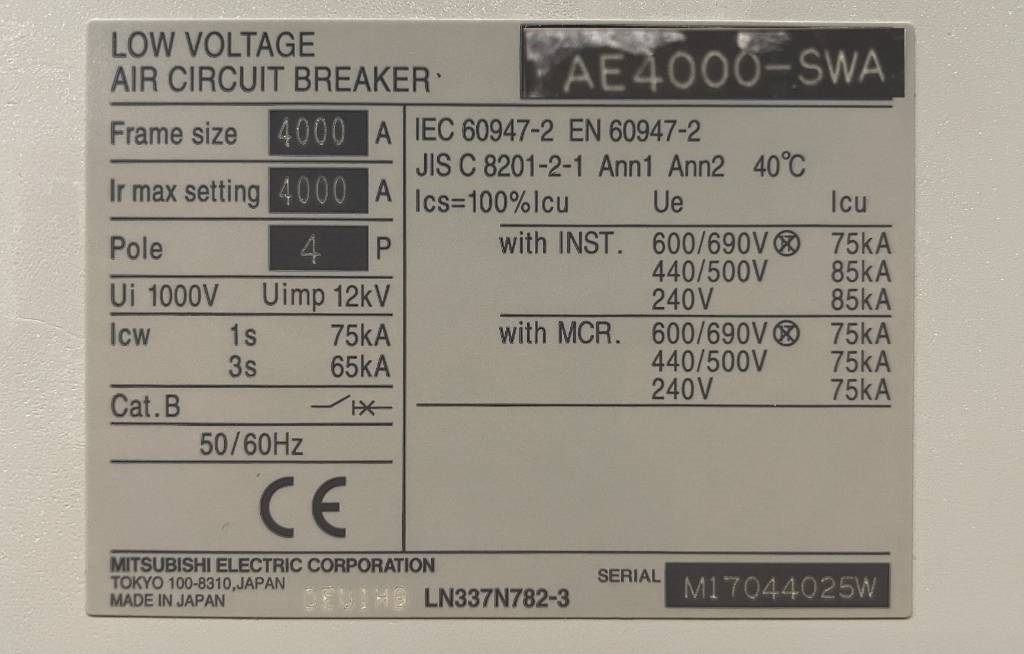 LOW VOLTAGE
AIR CIRCUIT BREAKER
AE4000-SWA
Frame size 4000 A
Ir max setting 4000 A
Pole 4 P
Ui 1000V Uimp 12kV
Icw 1s 75kA
3s 65kA
Cat.B
50/60Hz
CE
IEC 60947-2 EN 60947-2
JIS C 8201-2-1 Ann1 Ann2 40℃
Ics=100%Icu Ue Icu
with INST. 600/690V 75kA
440/500V 85kA
240V 85kA
with MCR. 600/690V 75kA
440/500V 75kA
240V 75kA
MITSUBISHI ELECTRIC CORPORATION
TOKYO 100-8310,JAPAN
MADE IN JAPAN
LN337N782-3
SERIAL M17044025W